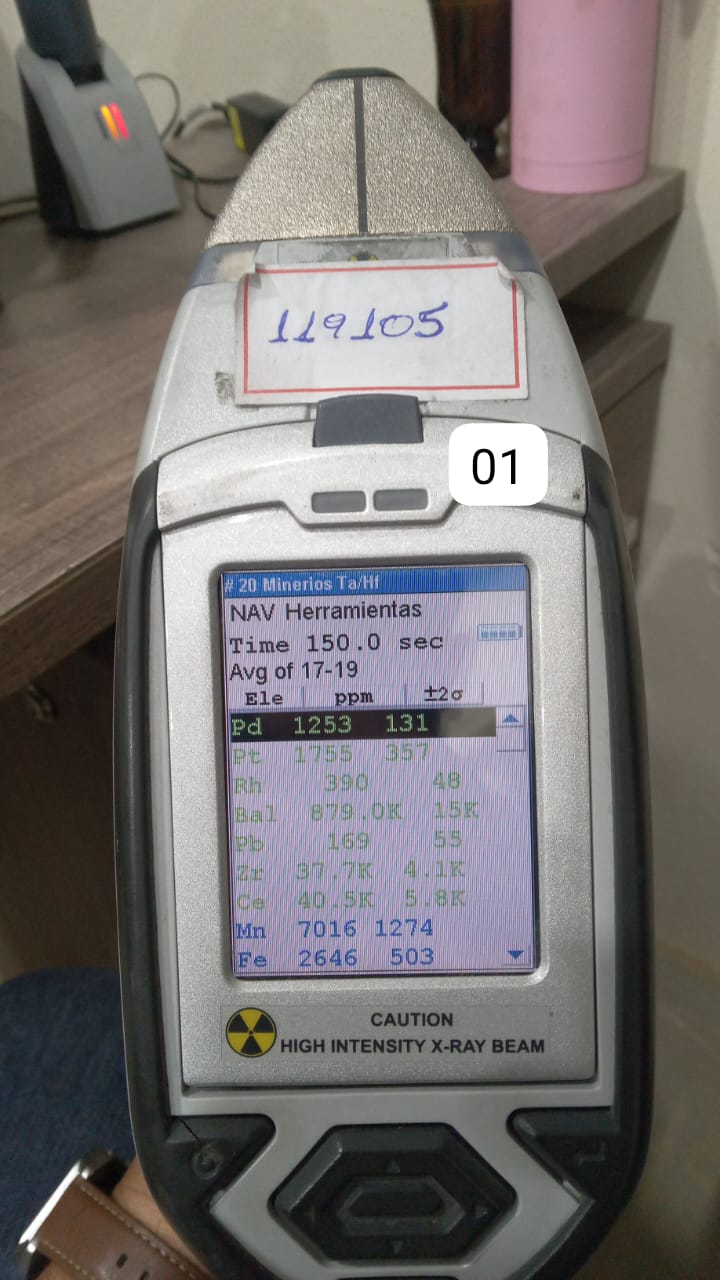 119105
01
# 20 Minerios Ta/Hf
NAV Herramientas
Time 150.0 sec
Avg of 17-19
Ele ppm ±2σ
Pd 1253 131
Pt 1755 357
Rh 390 48
Bal 879.0K 15K
Pb 169 55
Zr 37.7K 4.1K
Ce 40.5K 5.8K
Mn 7016 1274
Fe 2646 503
CAUTION
HIGH INTENSITY X-RAY BEAM